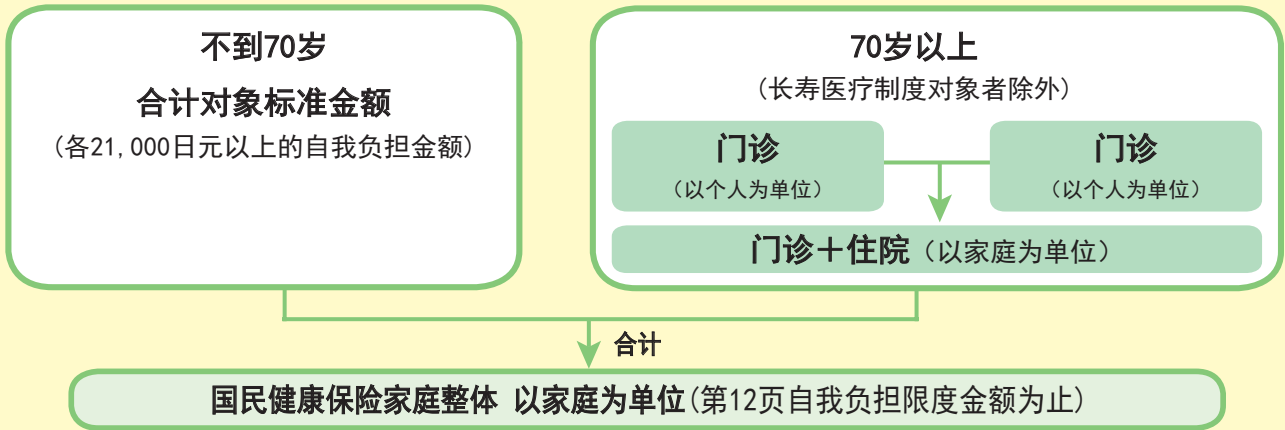 不到70岁
合计对象标准金额
(各21,000日元以上的自我负担金额)
70岁以上
(长寿医疗制度对象者除外)
门诊
(以个人为单位)
门诊
(以个人为单位)
门诊＋住院(以家庭为单位)
合计
国民健康保险家庭整体 以家庭为单位(第12页自我负担限度金额为止)